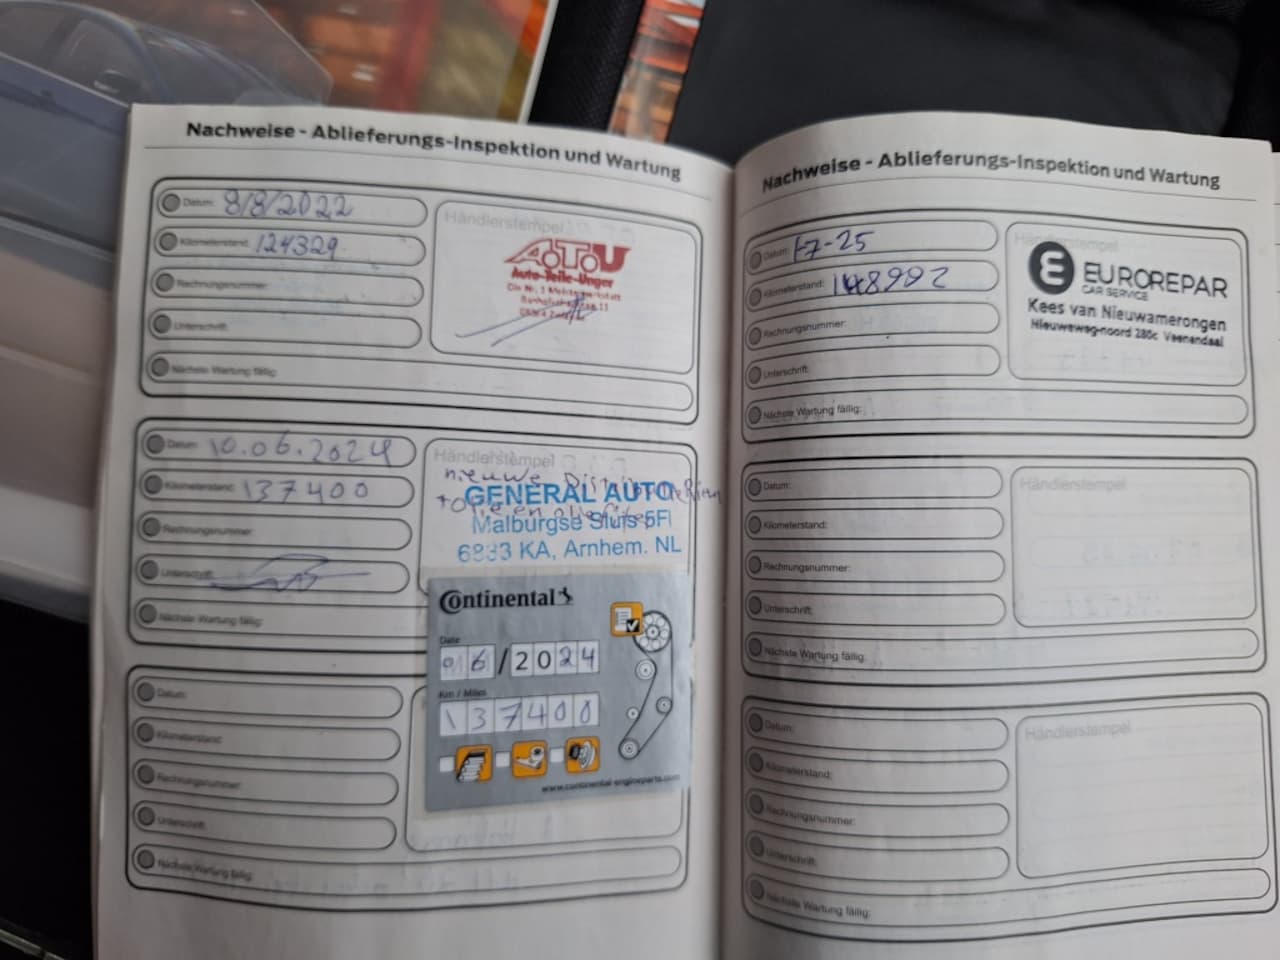 Nachweise - Ablieferungs-Inspektion und Wartung
Datum: 8/8/2022
Kilometerstand: 124329
Rechnungsnummer:
Unterschrift:
Nächste Wartung fällig:
Händlerstempel
ATU
Auto-Teile-Unger
Datum: 10.06.2024
Kilometerstand: 137400
Rechnungsnummer:
Unterschrift:
Nächste Wartung fällig:
Händlerstempel
nieuwe
GENERAL AUTO
Malburgse Sluis 5Fl
6833 KA, Arnhem. NL
Continental
Date
06/2024
Km / Miles
137400
www.continental-engineparts.com
Datum:
Kilometerstand:
Rechnungsnummer:
Unterschrift:
Nächste Wartung fällig:
Nachweise - Ablieferungs-Inspektion und Wartung
Datum: 1-7-25
Kilometerstand: 148992
Rechnungsnummer:
Unterschrift:
Nächste Wartung fällig:
Händlerstempel
EUROREPAR
CAR SERVICE
Kees van Nieuwamerongen
Nieuweweg-noord 280c Veenendaal
Datum:
Kilometerstand:
Rechnungsnummer:
Unterschrift:
Nächste Wartung fällig:
Händlerstempel
Datum:
Kilometerstand:
Rechnungsnummer:
Unterschrift:
Nächste Wartung fällig:
Händlerstempel